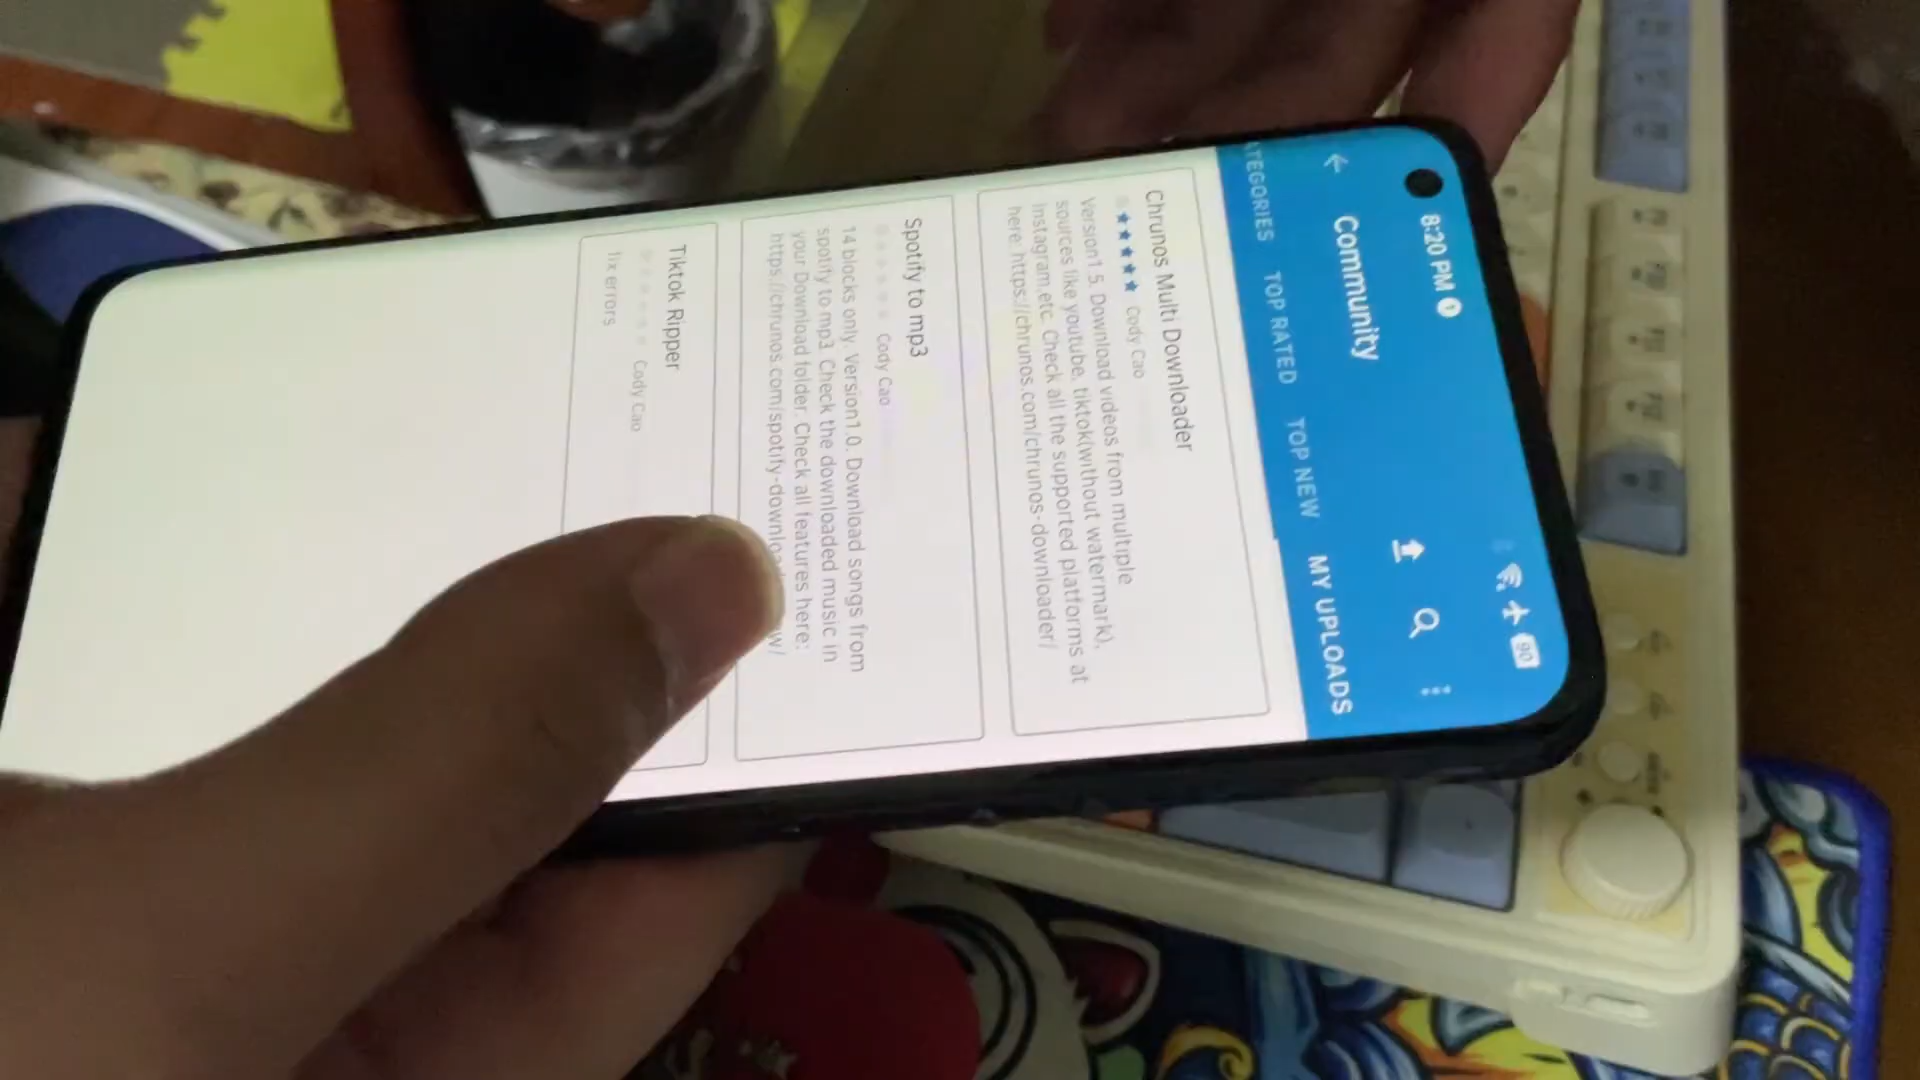 8:20 PM
90
Community
ATEGORIES TOP RATED TOP NEW MY UPLOADS
Chrunos Multi Downloader
Cody Cao
Version1.5. Download videos from multiple
sources like youtube, tiktok(without watermark),
instagram,etc. Check all the supported platforms at
here: https://chrunos.com/chrunos-downloader/
Spotify to mp3
Cody Cao
14 blocks only. Version1.0. Download songs from
spotify to mp3. Check the downloaded music in
your Download folder. Check all features here:
https://chrunos.com/spotify-downloa
Tiktok Ripper
Cody Cao
fix errors